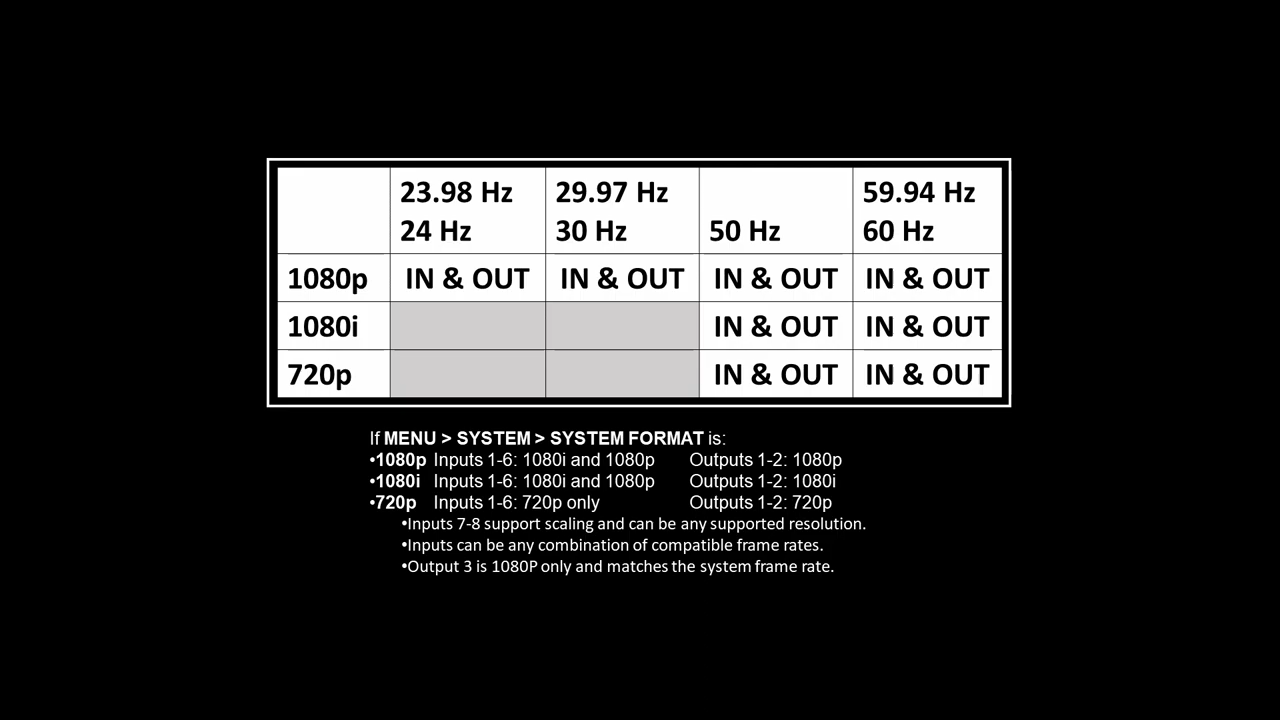 23.98 Hz 29.97 Hz 59.94 Hz
24 Hz 30 Hz 50 Hz 60 Hz
1080p IN & OUT IN & OUT IN & OUT IN & OUT
1080i IN & OUT IN & OUT
720p IN & OUT IN & OUT
If MENU > SYSTEM > SYSTEM FORMAT is:
•1080p Inputs 1-6: 1080i and 1080p Outputs 1-2: 1080p
•1080i Inputs 1-6: 1080i and 1080p Outputs 1-2: 1080i
•720p Inputs 1-6: 720p only Outputs 1-2: 720p
•Inputs 7-8 support scaling and can be any supported resolution.
•Inputs can be any combination of compatible frame rates.
•Output 3 is 1080P only and matches the system frame rate.